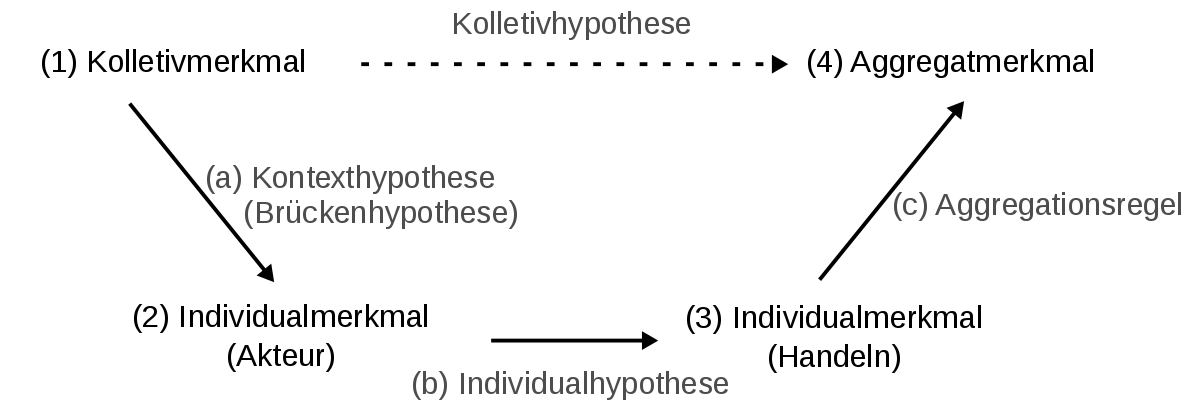 Kolletivhypothese
(1) Kolletivmerkmal
(4) Aggregatmerkmal
(a) Kontexthypothese
(Brückenhypothese)
(c) Aggregationsregel
(2) Individualmerkmal
(Akteur)
(3) Individualmerkmal
(Handeln)
(b) Individualhypothese